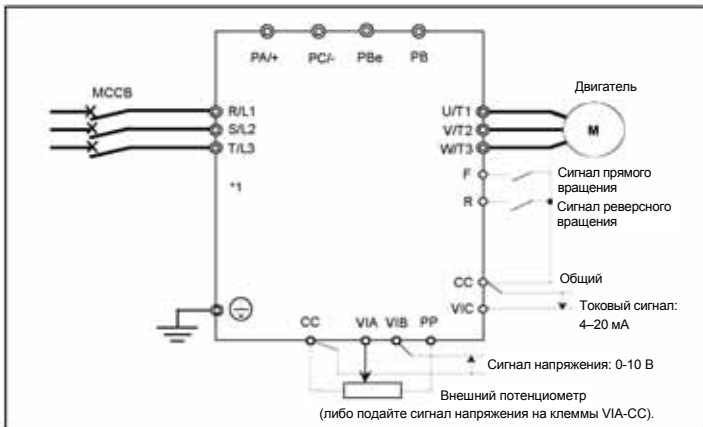 PA/+ PC/- PBe PB
MCCB
Двигатель
R/L1
U/T1
S/L2
V/T2
M
T/L3
W/T3
F
Сигнал прямого
вращения
*1
R
Сигнал реверсного
вращения
CC
Общий
VIC
Токовый сигнал:
4–20 мА
CC VIA VIB PP
Сигнал напряжения: 0-10 В
Внешний потенциометр
(либо подайте сигнал напряжения на клеммы VIA-CC).